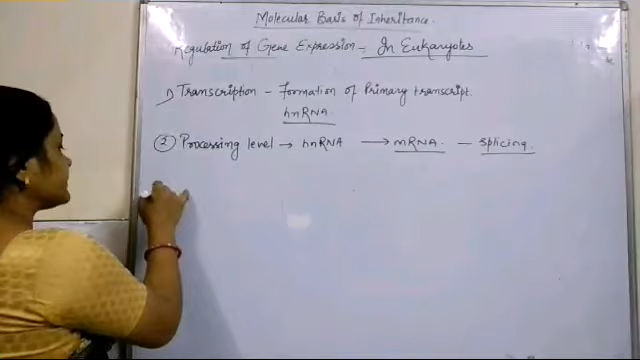 Molecular Basis of Inheritance.
Regulation of Gene Expression - In Eukaryotes
1) Transcription - Formation of Primary transcript.
hnRNA
2) Processing level → hnRNA → mRNA - Splicing.